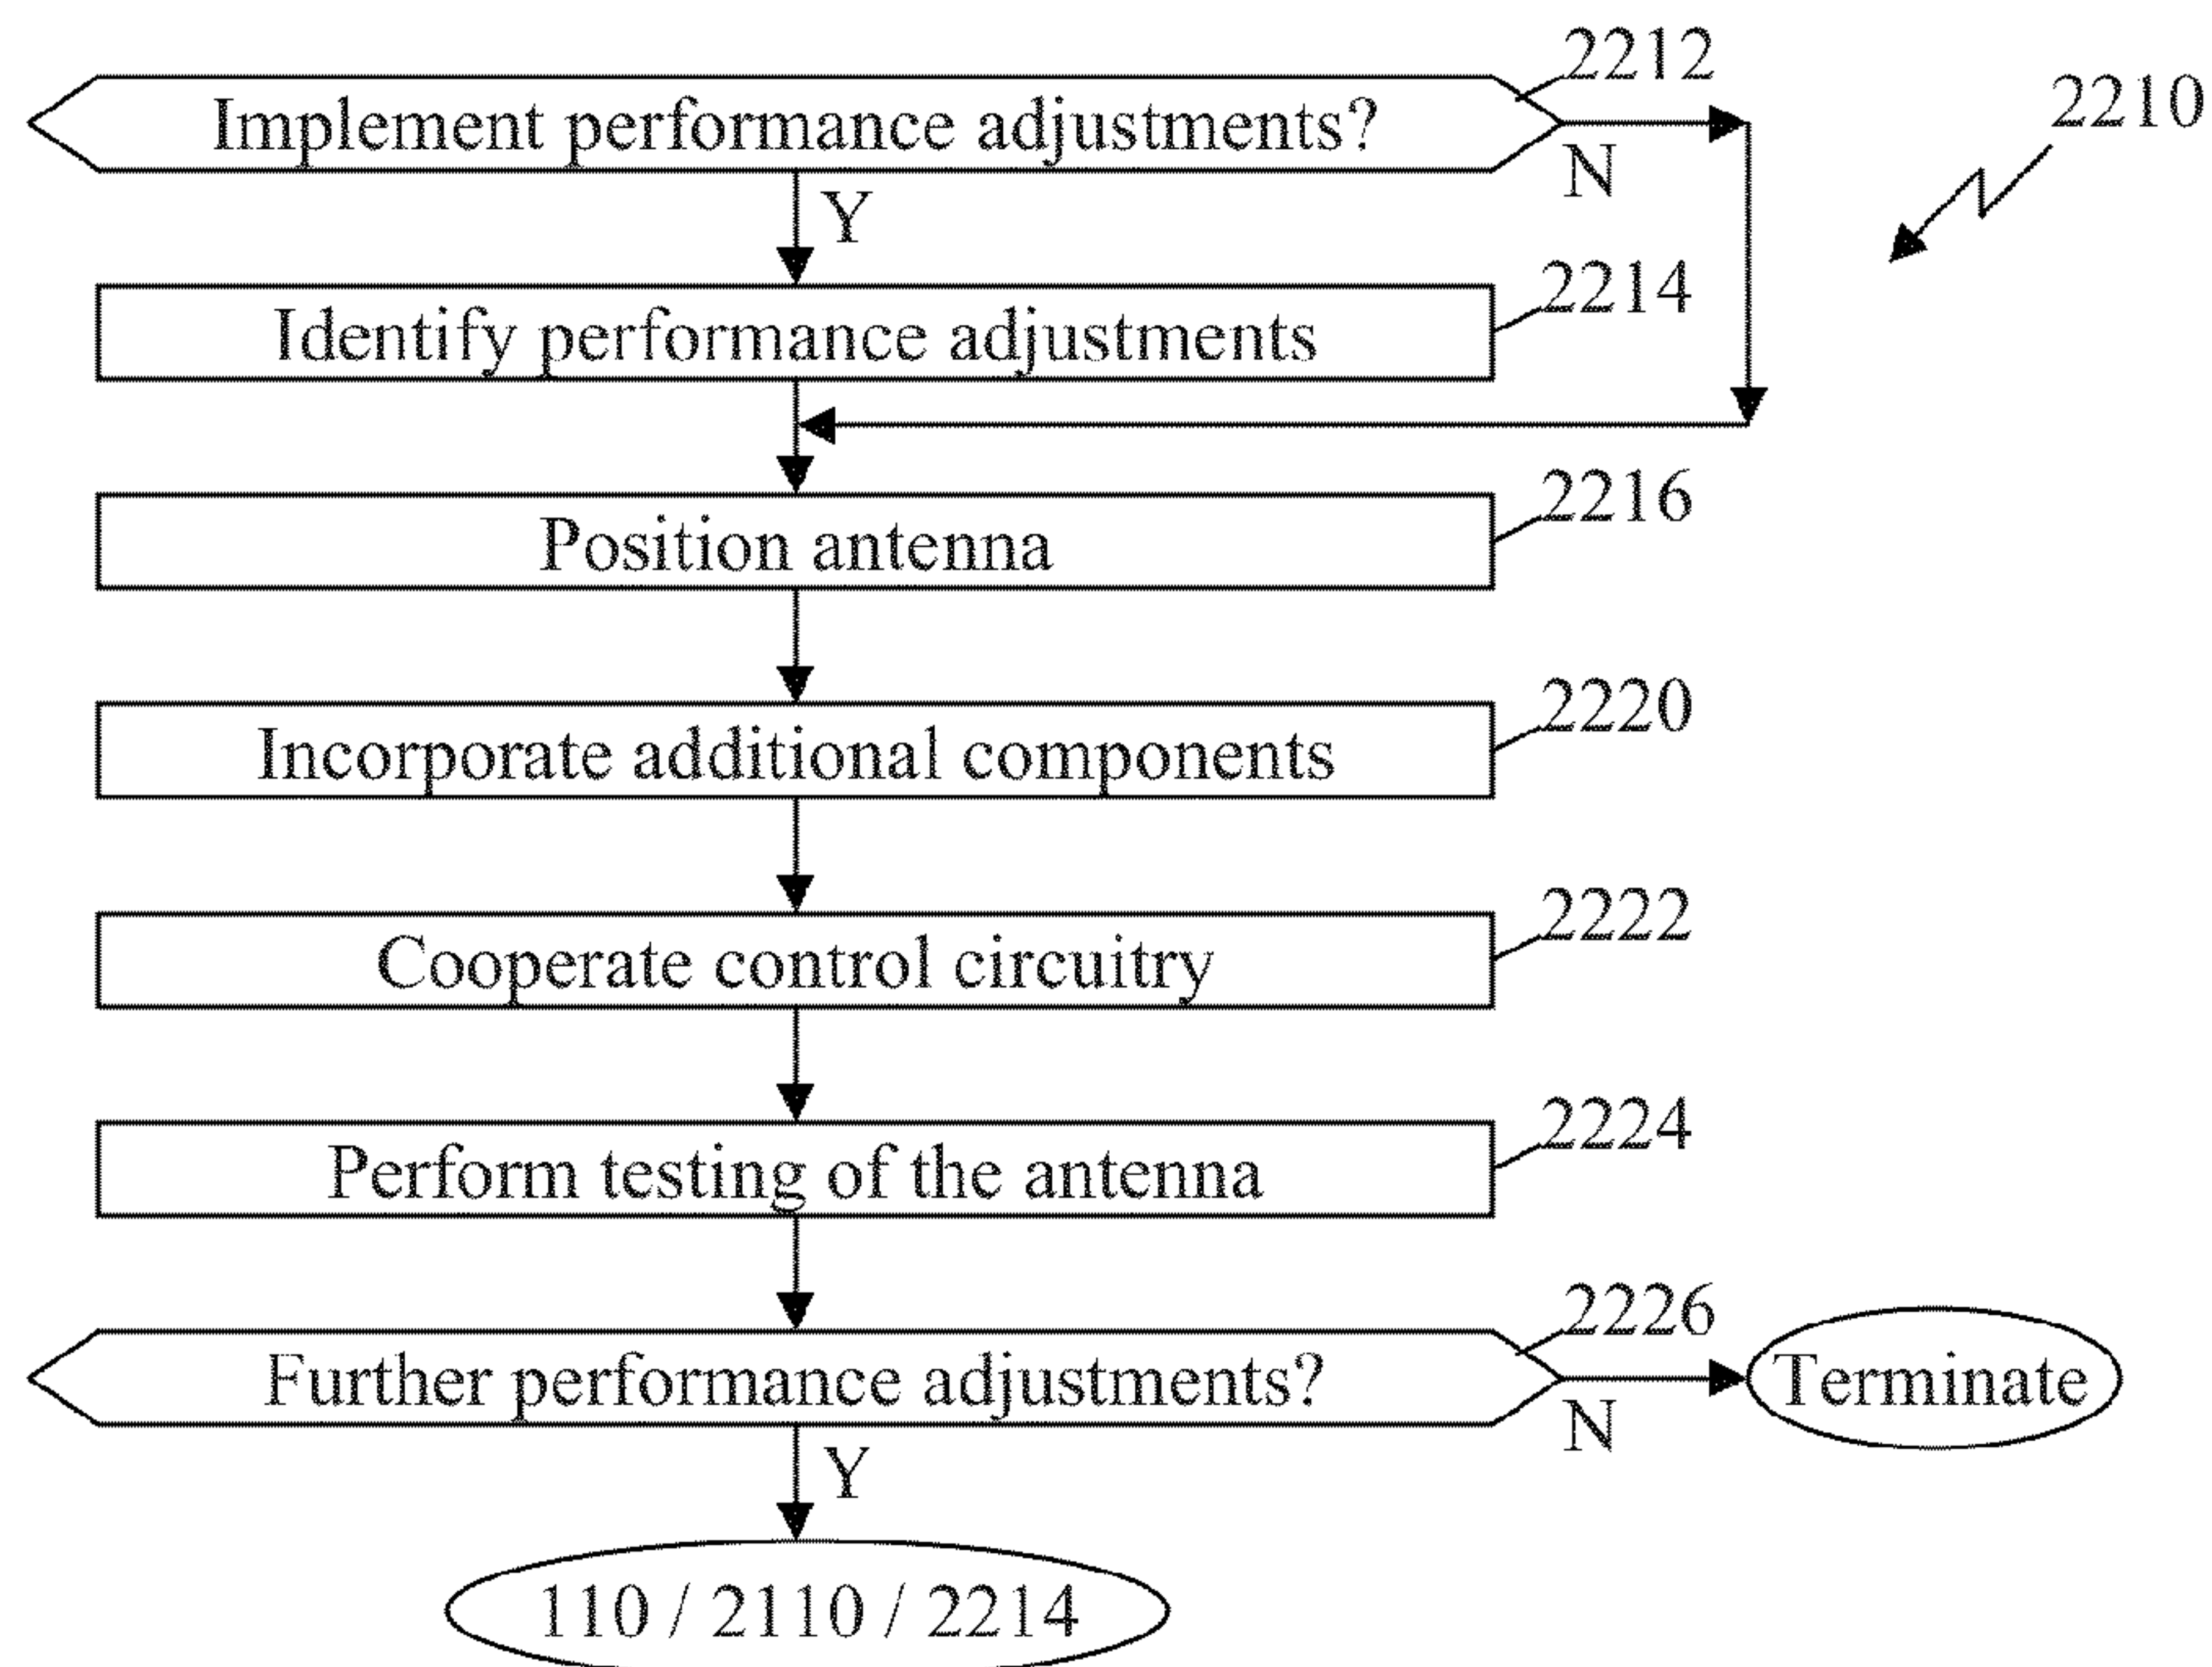 2212
Implement performance adjustments?
2210
N
Y
2214
Identify performance adjustments
2216
Position antenna
2220
Incorporate additional components
2222
Cooperate control circuitry
2224
Perform testing of the antenna
2226
Further performance adjustments?
Terminate
N
Y
110 / 2110 / 2214